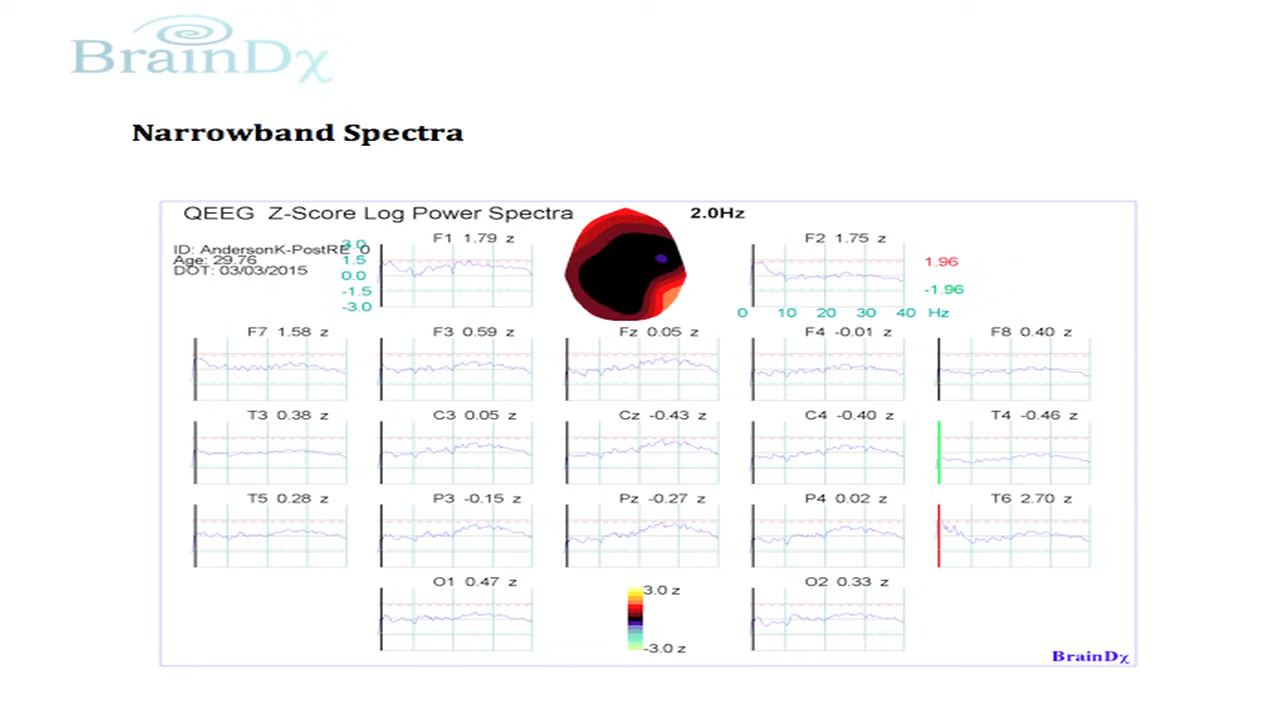 BrainDχ
Narrowband Spectra
QEEG Z-Score Log Power Spectra
2.0Hz
ID: AndersonK-PostRE 0
Age: 29.76
DOT: 03/03/2015
F1 1.79 z
F2 1.75 z
3.0
1.5
0.0
-1.5
-3.0
1.96
-1.96
0 10 20 30 40 Hz
F7 1.58 z
F3 0.59 z
Fz 0.05 z
F4 -0.01 z
F8 0.40 z
T3 0.38 z
C3 0.05 z
Cz -0.43 z
C4 -0.40 z
T4 -0.46 z
T5 0.28 z
P3 -0.15 z
Pz -0.27 z
P4 0.02 z
T6 2.70 z
O1 0.47 z
3.0 z
-3.0 z
O2 0.33 z
BrainDχ